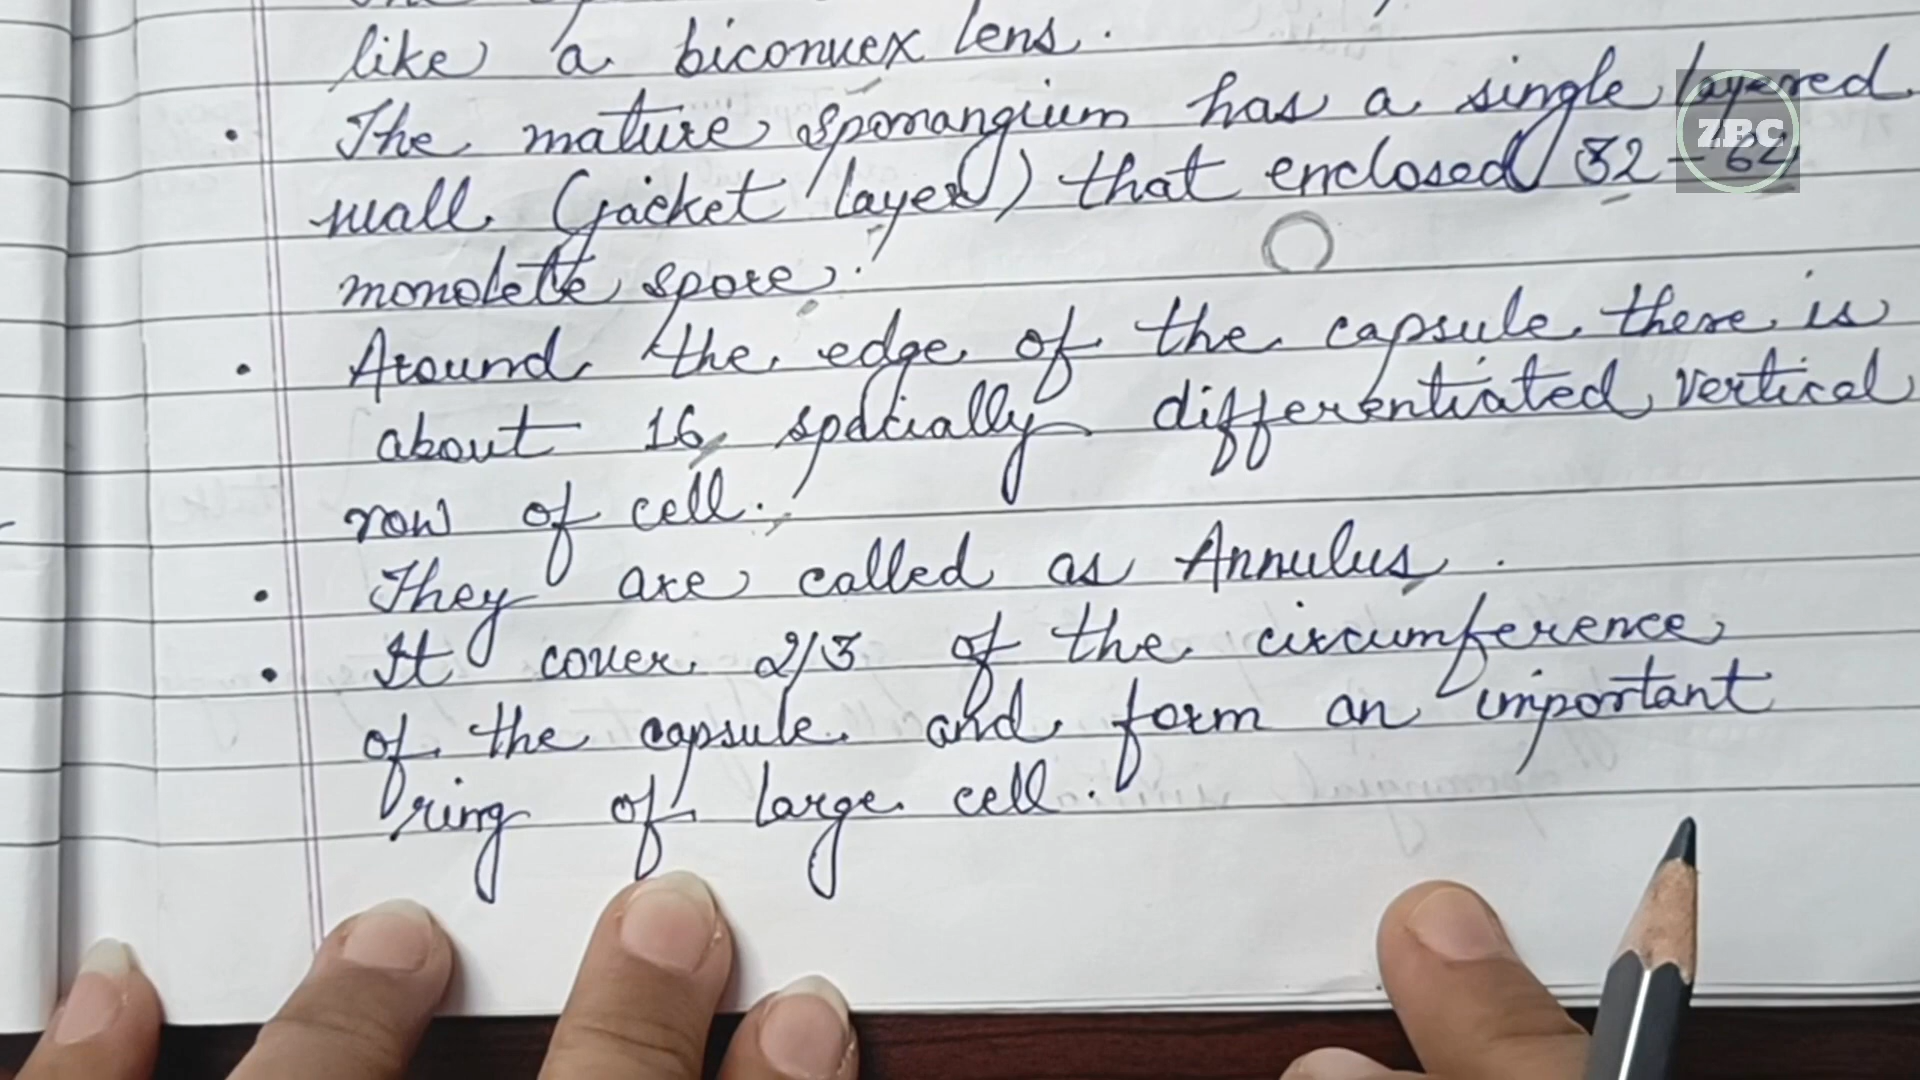 like a biconvex lens.
• The mature sporangium has a single layered
wall (jacket layer) that enclosed 32-64
monolete spore.
• Around the edge of the capsule there is
about 16 specially differentiated vertical
row of cell.
• They are called as Annulus.
• It cover 2/3 of the circumference
of the capsule and form an important
ring of large cell.
ZBC